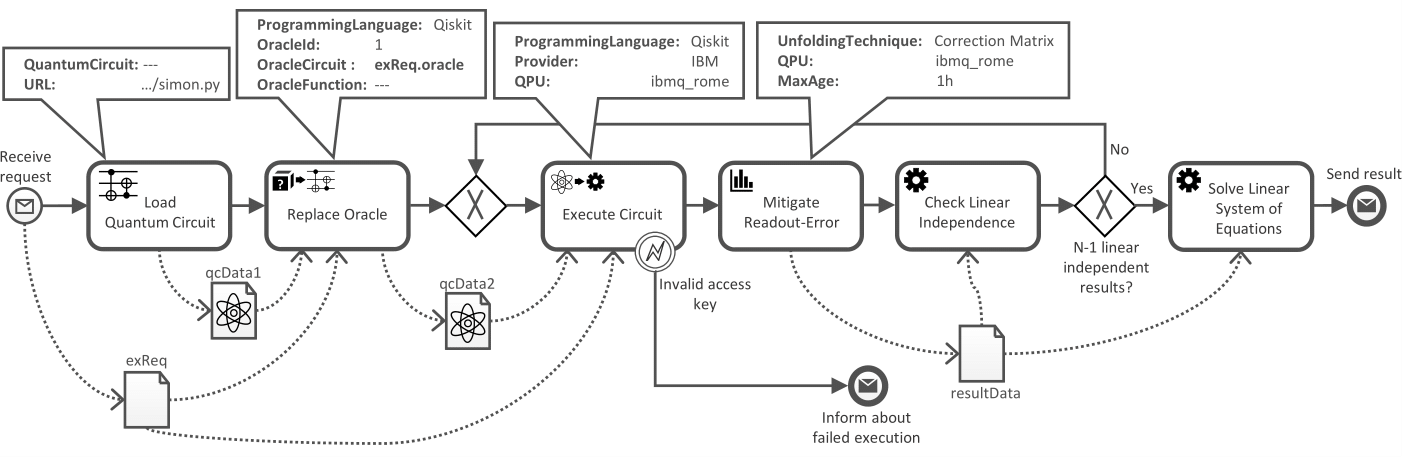 QuantumCircuit: ---
URL: .../simon.py
ProgrammingLanguage: Qiskit
OracleId: 1
OracleCircuit : exReq.oracle
OracleFunction: ---
ProgrammingLanguage: Qiskit
Provider: IBM
QPU: ibmq_rome
UnfoldingTechnique: Correction Matrix
QPU: ibmq_rome
MaxAge: 1h
Receive
request
Load
Quantum Circuit
?
Replace Oracle
X
Execute Circuit
Mitigate
Readout-Error
Check Linear
Independence
X
No
Yes
N-1 linear
independent
results?
Solve Linear
System of
Equations
Send result
qcData1
qcData2
Invalid access
key
exReq
resultData
Inform about
failed execution